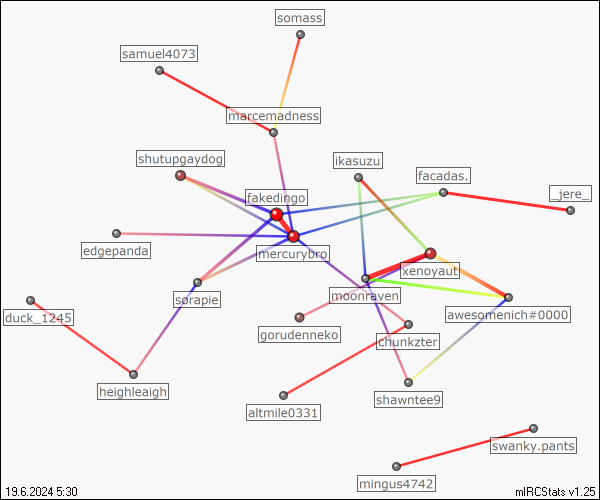 somass
samuel4073
marcemadness
shutupgaydog
ikasuzu
facadas.
_jere_
fakedingo
edgepanda
mercurybro
xenoyaut
sørapie
moonraven
duck_1245
awesomenich#0000
gorudenneko
chunkzter
heighleaigh
shawntee9
altmile0331
swanky.pants
mingus4742
19.6.2024 5:30
mIRCStats v1.25